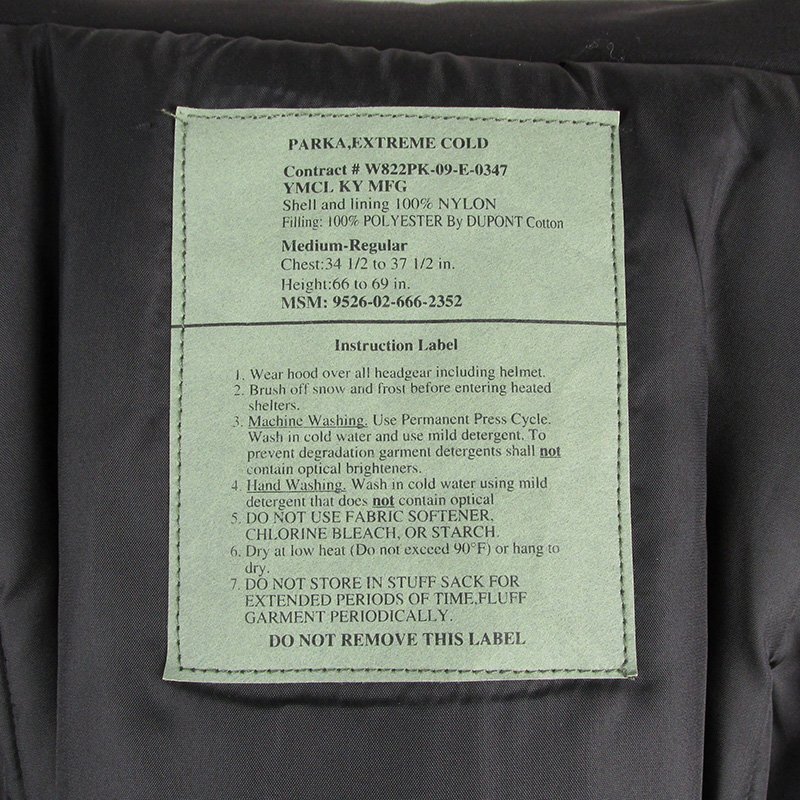 PARKA,EXTREME COLD
Contract # W822PK-09-E-0347
YMCL KY MFG
Shell and lining 100% NYLON
Filling: 100% POLYESTER By DUPONT Cotton
Medium-Regular
Chest:34 1/2 to 37 1/2 in.
Height:66 to 69 in.
MSM: 9526-02-666-2352
Instruction Label
1. Wear hood over all headgear including helmet.
2. Brush off snow and frost before entering heated
shelters.
3. Machine Washing. Use Permanent Press Cycle.
Wash in cold water and use mild detergent. To
prevent degradation garment detergents shall not
contain optical brighteners.
4. Hand Washing. Wash in cold water using mild
detergent that does not contain optical
5. DO NOT USE FABRIC SOFTENER,
CHLORINE BLEACH, OR STARCH.
6. Dry at low heat (Do not exceed 90°F) or hang to
dry.
7. DO NOT STORE IN STUFF SACK FOR
EXTENDED PERIODS OF TIME,FLUFF
GARMENT PERIODICALLY.
DO NOT REMOVE THIS LABEL